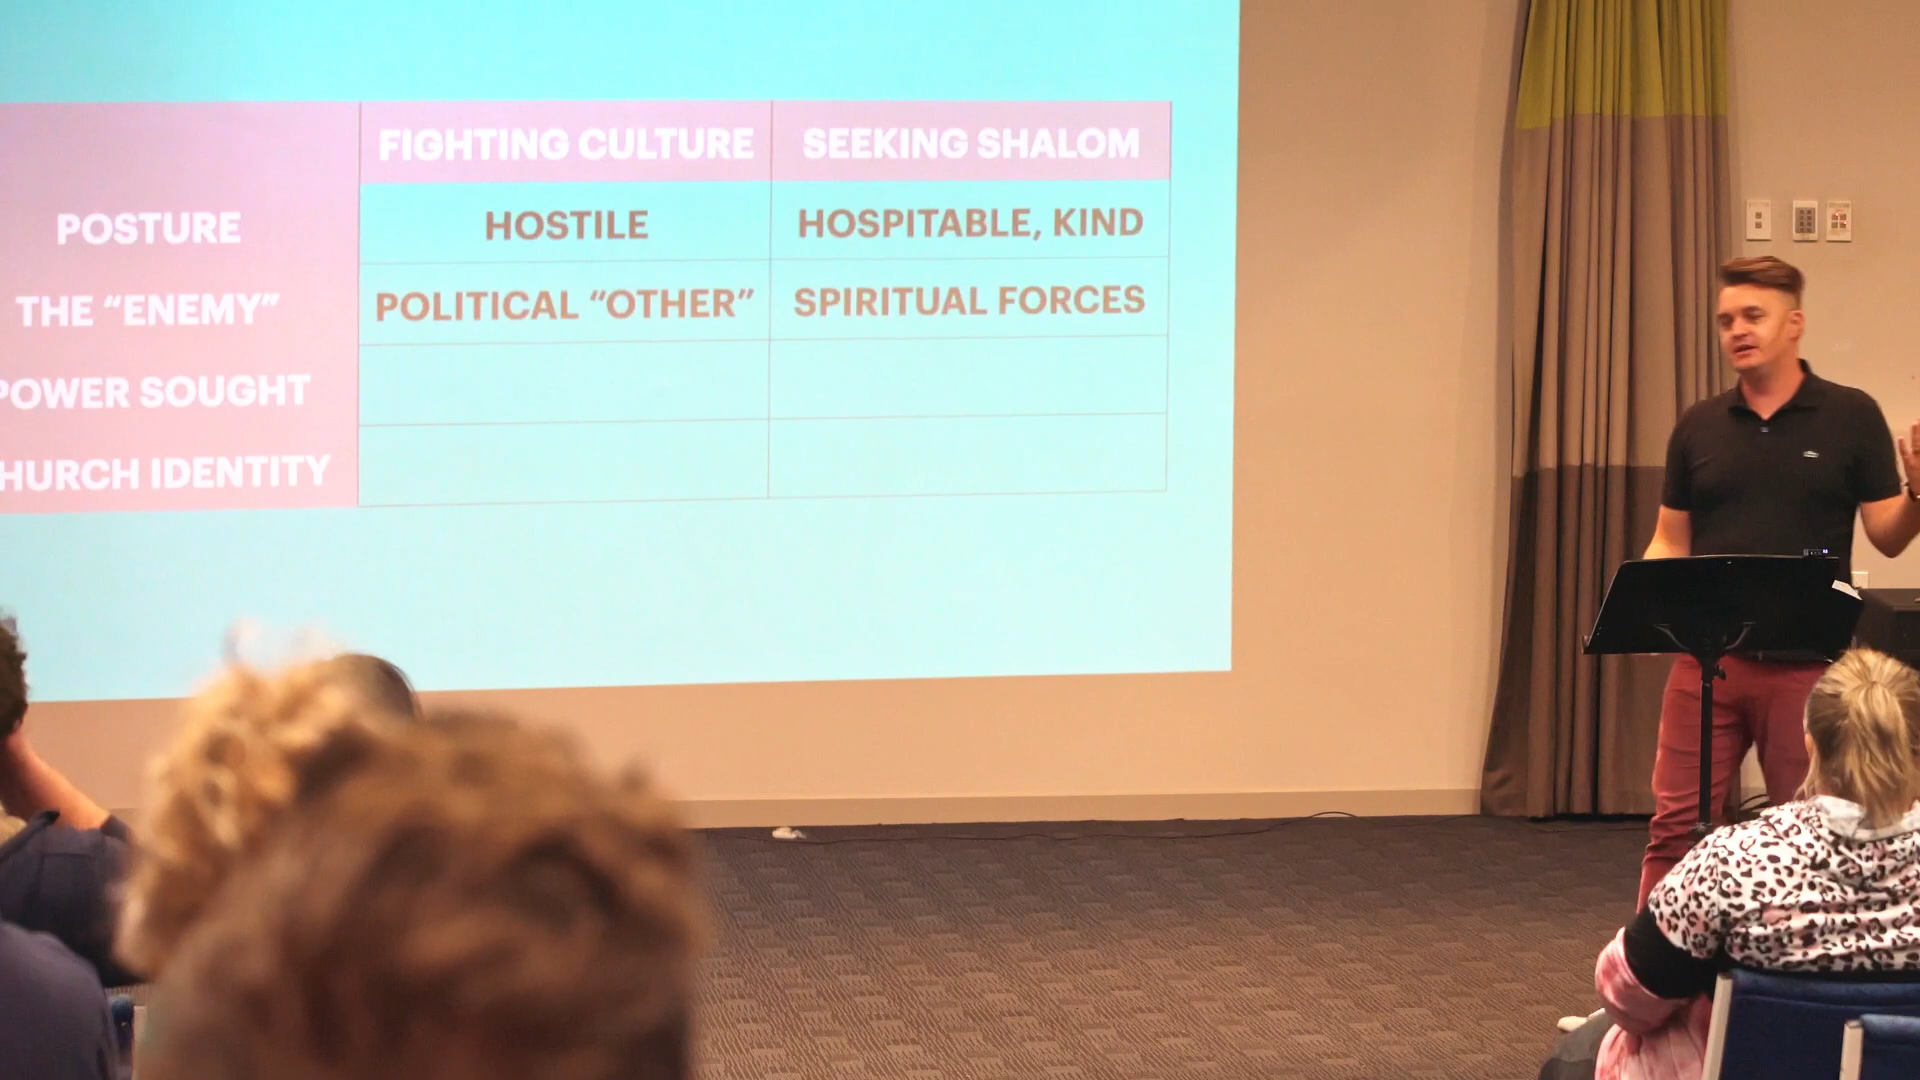 FIGHTING CULTURE SEEKING SHALOM
POSTURE HOSTILE HOSPITABLE, KIND
THE “ENEMY” POLITICAL “OTHER” SPIRITUAL FORCES
POWER SOUGHT
HURCH IDENTITY